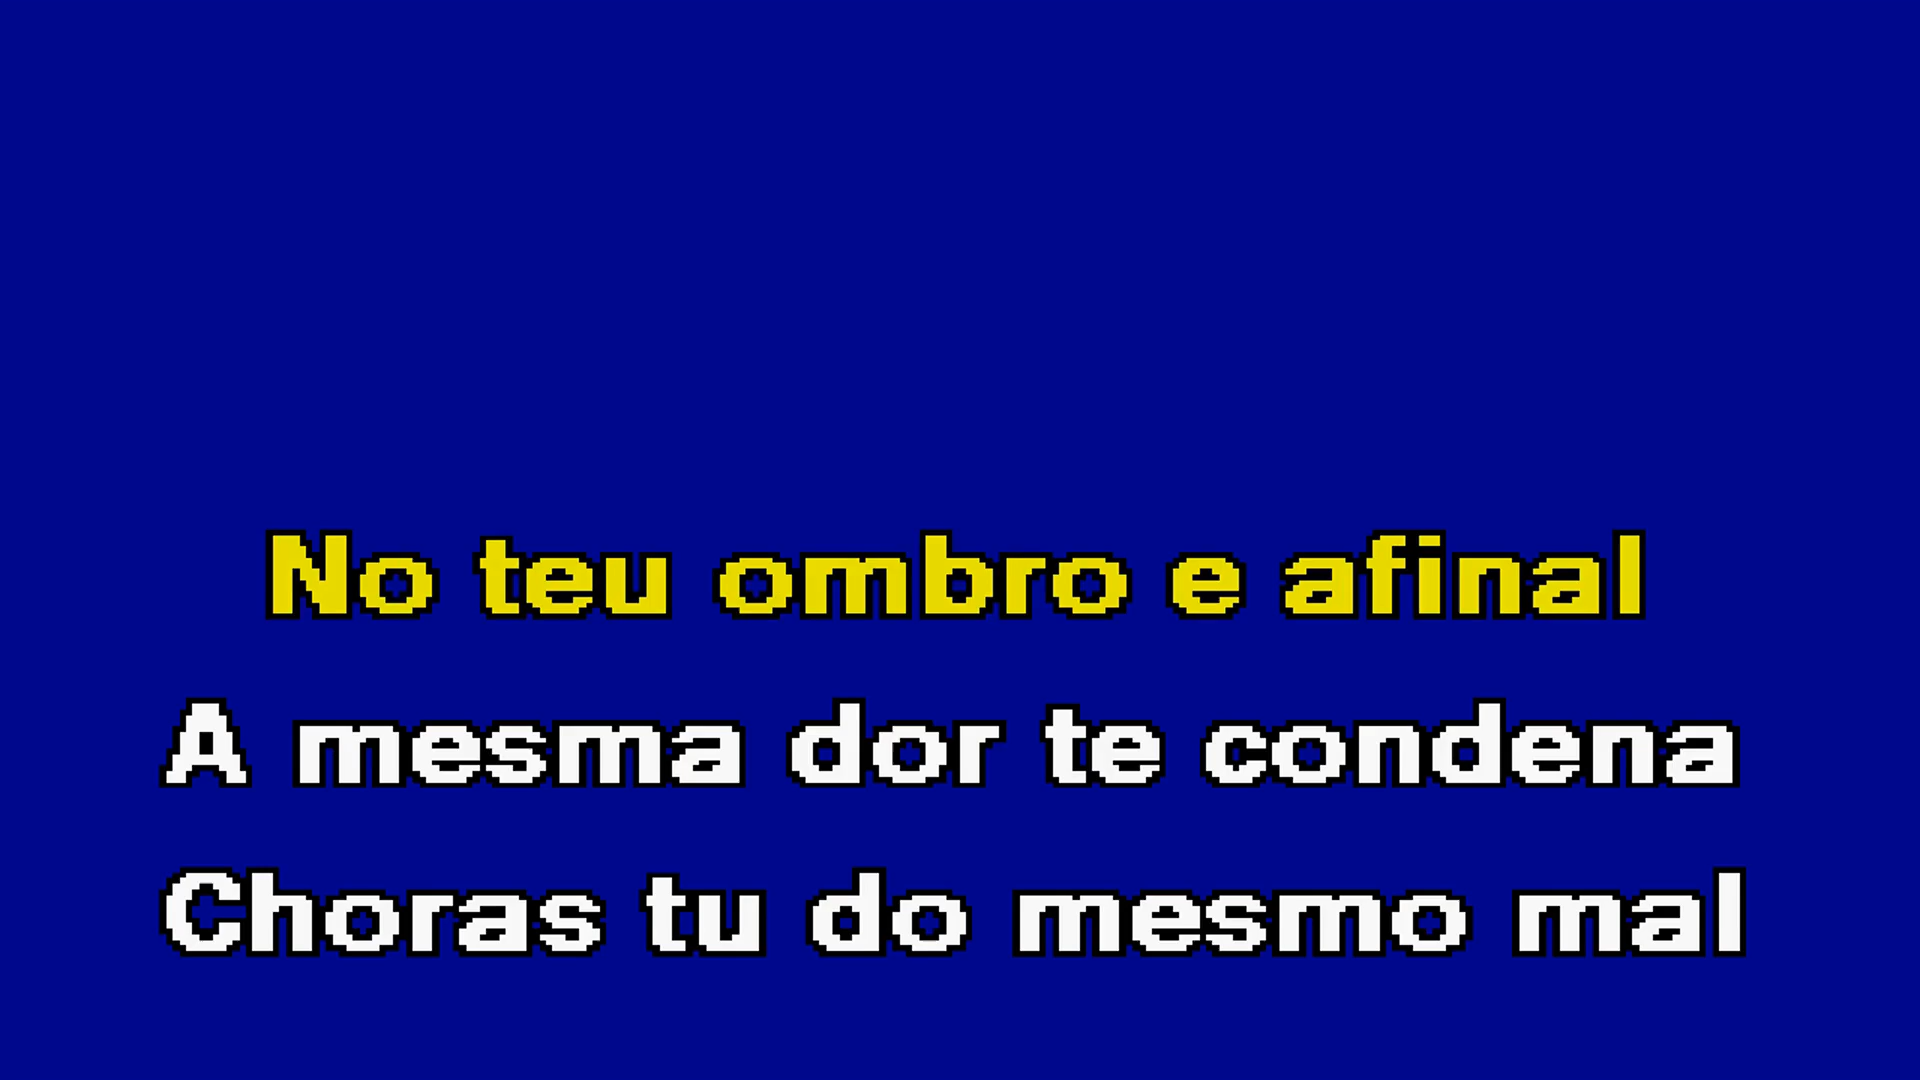 No teu ombro e afinal
A mesma dor te condena
Choras tu do mesmo mal